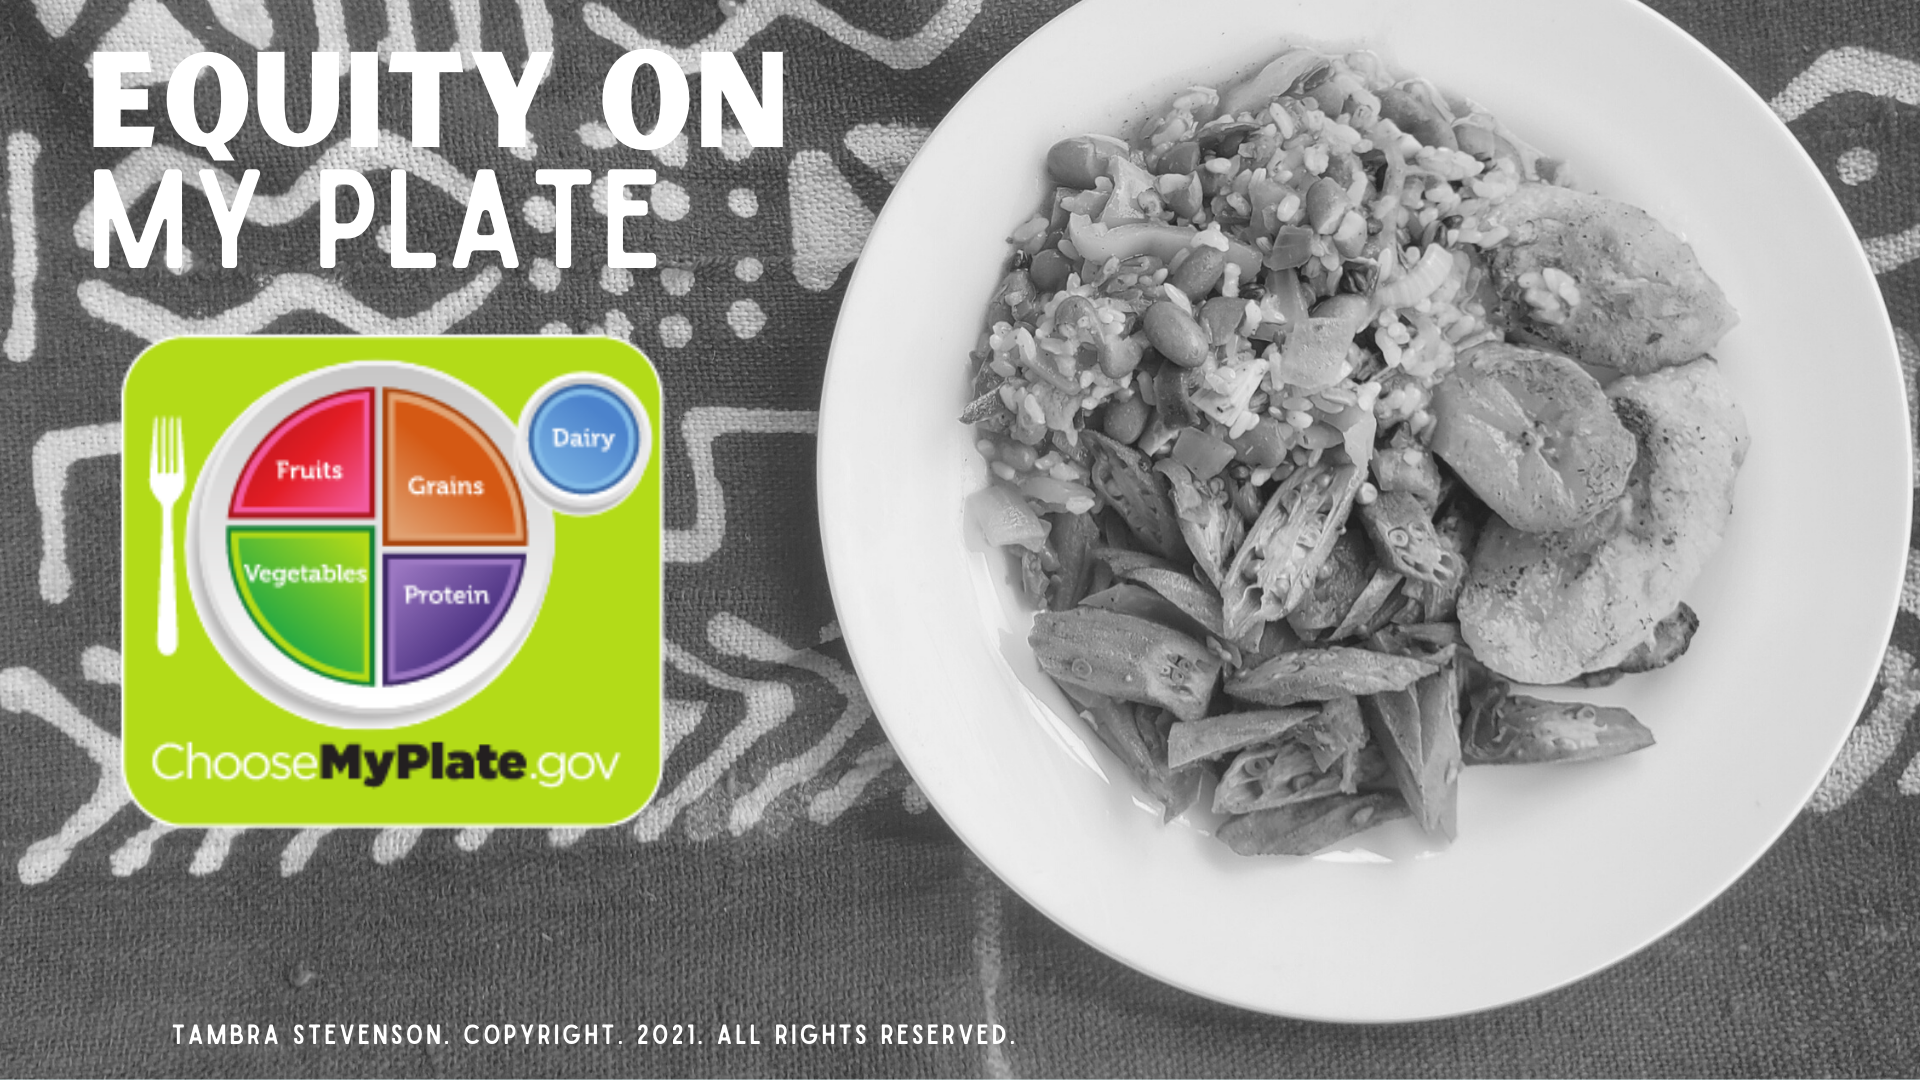 EQUITY ON
MY PLATE
Fruits
Grains
Dairy
Vegetables
Protein
ChooseMyPlate.gov
TAMBRA STEVENSON. COPYRIGHT. 2021. ALL RIGHTS RESERVED.